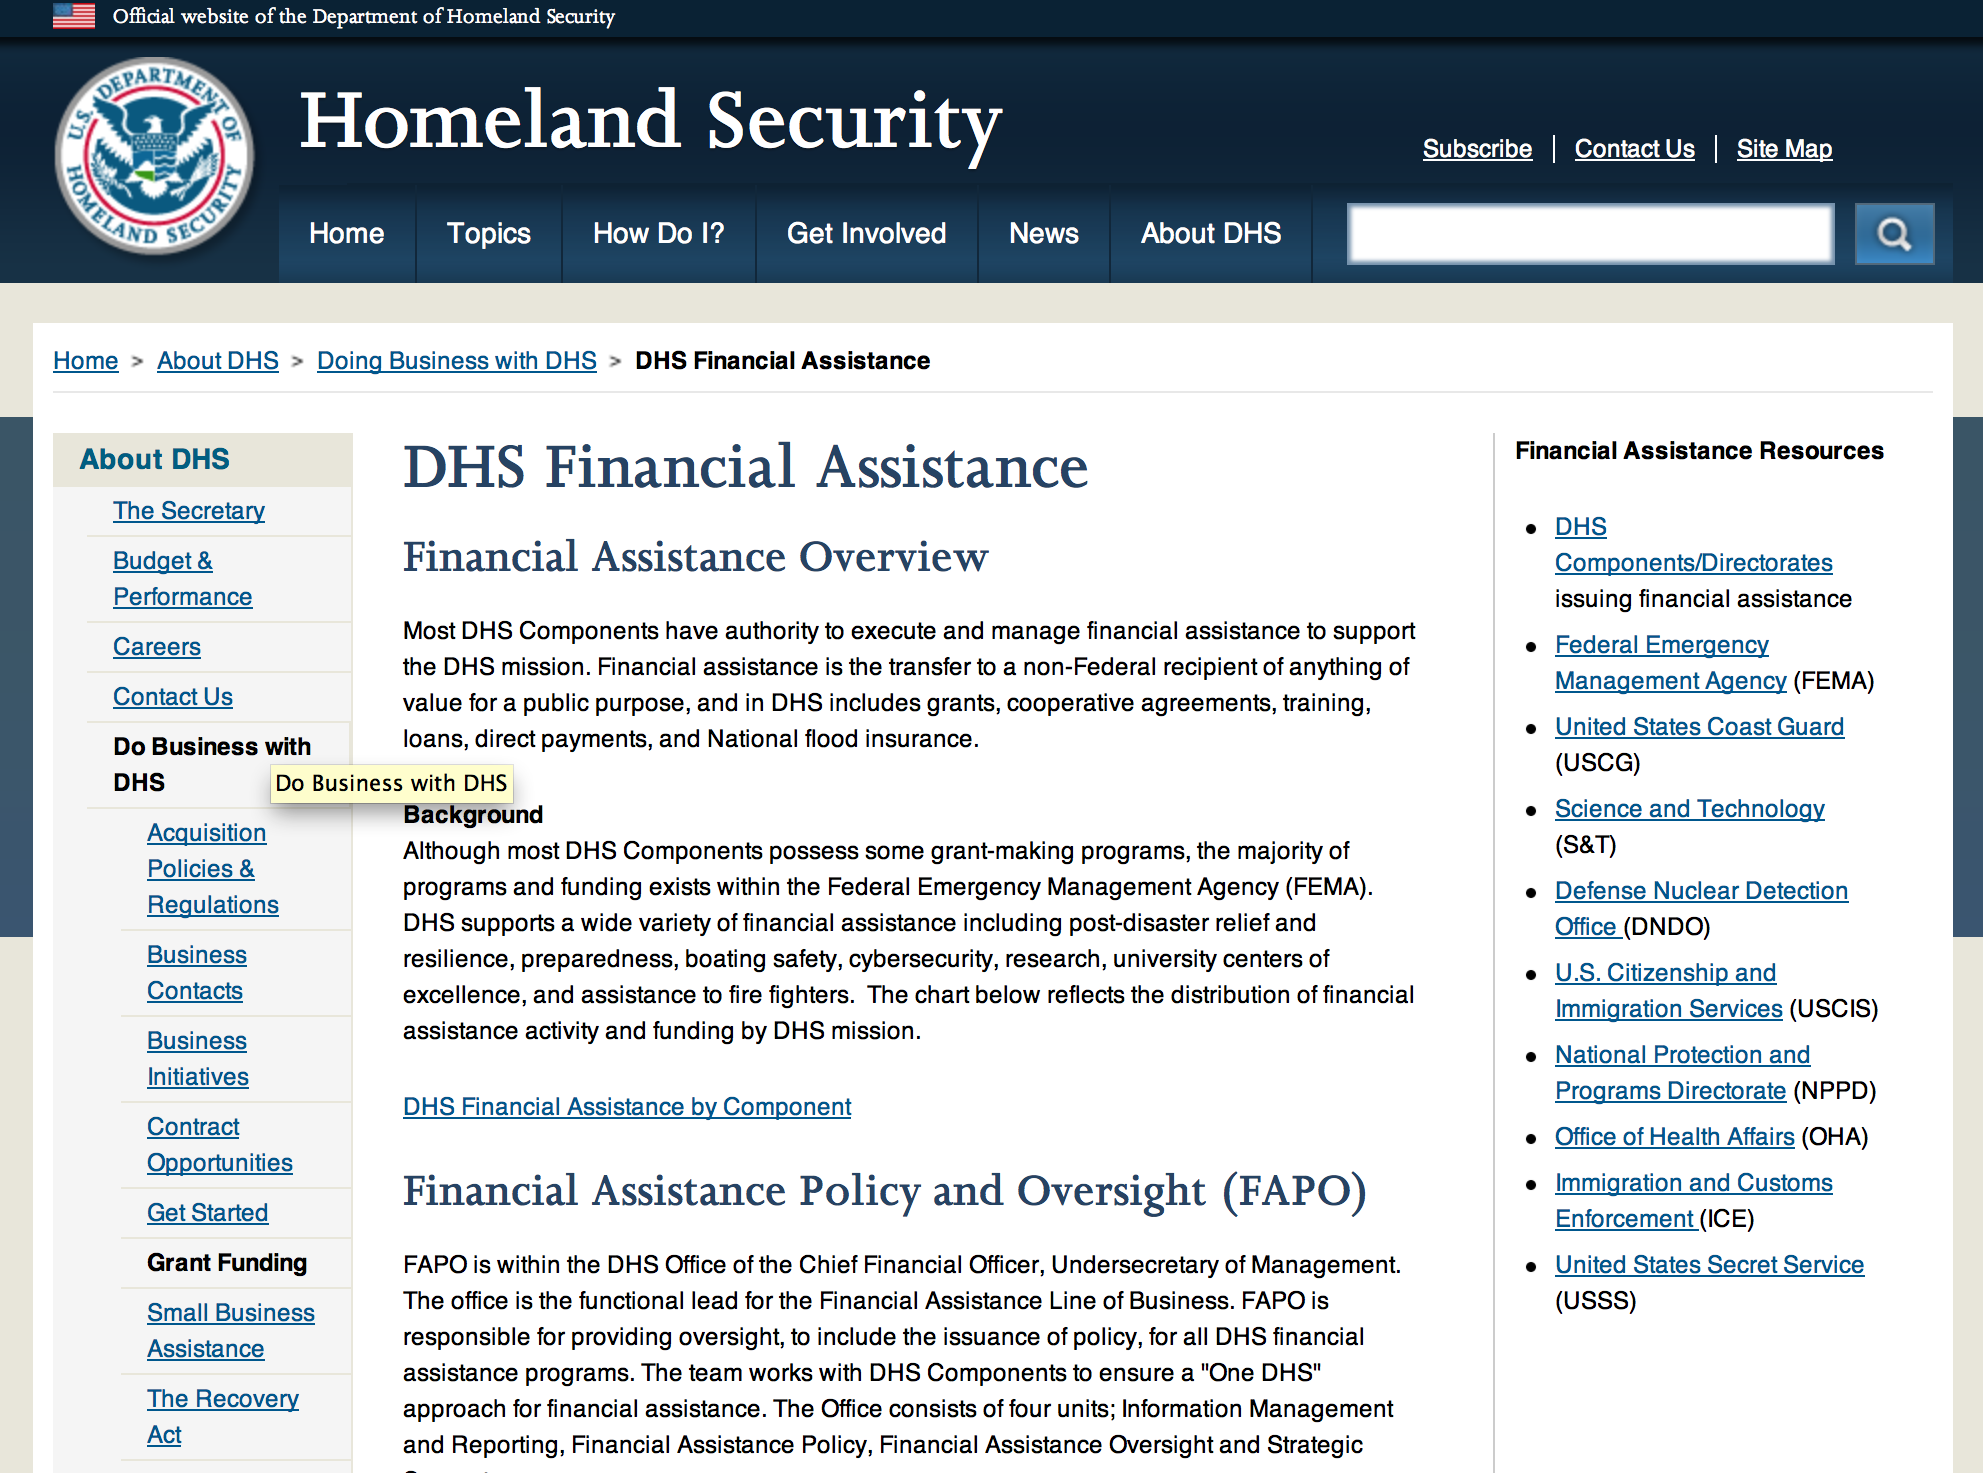 Official website of the Department of Homeland Security
U.S. DEPARTMENT OF HOMELAND SECURITY
Homeland Security
Subscribe
Contact Us
Site Map
Home
Topics
How Do I?
Get Involved
News
About DHS
Home > About DHS > Doing Business with DHS > DHS Financial Assistance
About DHS
The Secretary
Budget &
Performance
Careers
Contact Us
Do Business with
DHS
Do Business with DHS
Acquisition
Policies &
Regulations
Business
Contacts
Business
Initiatives
Contract
Opportunities
Get Started
Grant Funding
Small Business
Assistance
The Recovery
Act
DHS Financial Assistance
Financial Assistance Overview
Most DHS Components have authority to execute and manage financial assistance to support
the DHS mission. Financial assistance is the transfer to a non-Federal recipient of anything of
value for a public purpose, and in DHS includes grants, cooperative agreements, training,
loans, direct payments, and National flood insurance.
Background
Although most DHS Components possess some grant-making programs, the majority of
programs and funding exists within the Federal Emergency Management Agency (FEMA).
DHS supports a wide variety of financial assistance including post-disaster relief and
resilience, preparedness, boating safety, cybersecurity, research, university centers of
excellence, and assistance to fire fighters.  The chart below reflects the distribution of financial
assistance activity and funding by DHS mission.
DHS Financial Assistance by Component
Financial Assistance Policy and Oversight (FAPO)
FAPO is within the DHS Office of the Chief Financial Officer, Undersecretary of Management.
The office is the functional lead for the Financial Assistance Line of Business. FAPO is
responsible for providing oversight, to include the issuance of policy, for all DHS financial
assistance programs. The team works with DHS Components to ensure a "One DHS"
approach for financial assistance. The Office consists of four units; Information Management
and Reporting, Financial Assistance Policy, Financial Assistance Oversight and Strategic
Financial Assistance Resources
DHS
Components/Directorates
issuing financial assistance
Federal Emergency
Management Agency (FEMA)
United States Coast Guard
(USCG)
Science and Technology
(S&T)
Defense Nuclear Detection
Office (DNDO)
U.S. Citizenship and
Immigration Services (USCIS)
National Protection and
Programs Directorate (NPPD)
Office of Health Affairs (OHA)
Immigration and Customs
Enforcement (ICE)
United States Secret Service
(USSS)